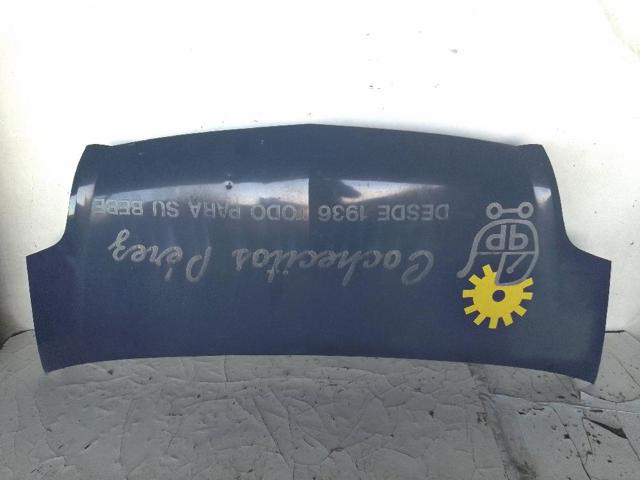 Cochecitos Pérez
DESDE 1936 TODO PARA SU BEBE